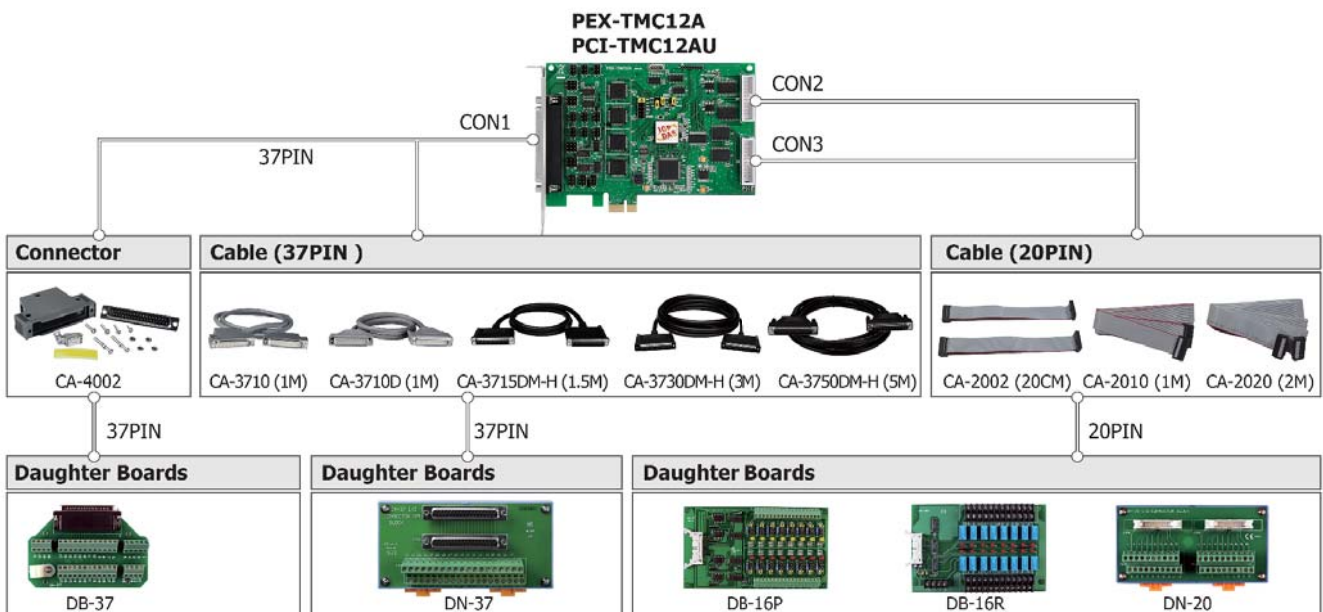 PEX-TMC12A
PCI-TMC12AU
CON2
CON1
CON3
37PIN
Connector
Cable (37PIN )
Cable (20PIN)
CA-4002
CA-3710 (1M)
CA-3710D (1M)
CA-3715DM-H (1.5M)
CA-3730DM-H (3M)
CA-3750DM-H (5M)
CA-2002 (20CM)
CA-2010 (1M)
CA-2020 (2M)
37PIN
37PIN
20PIN
Daughter Boards
Daughter Boards
Daughter Boards
DB-37
DN-37
DB-16P
DB-16R
DN-20